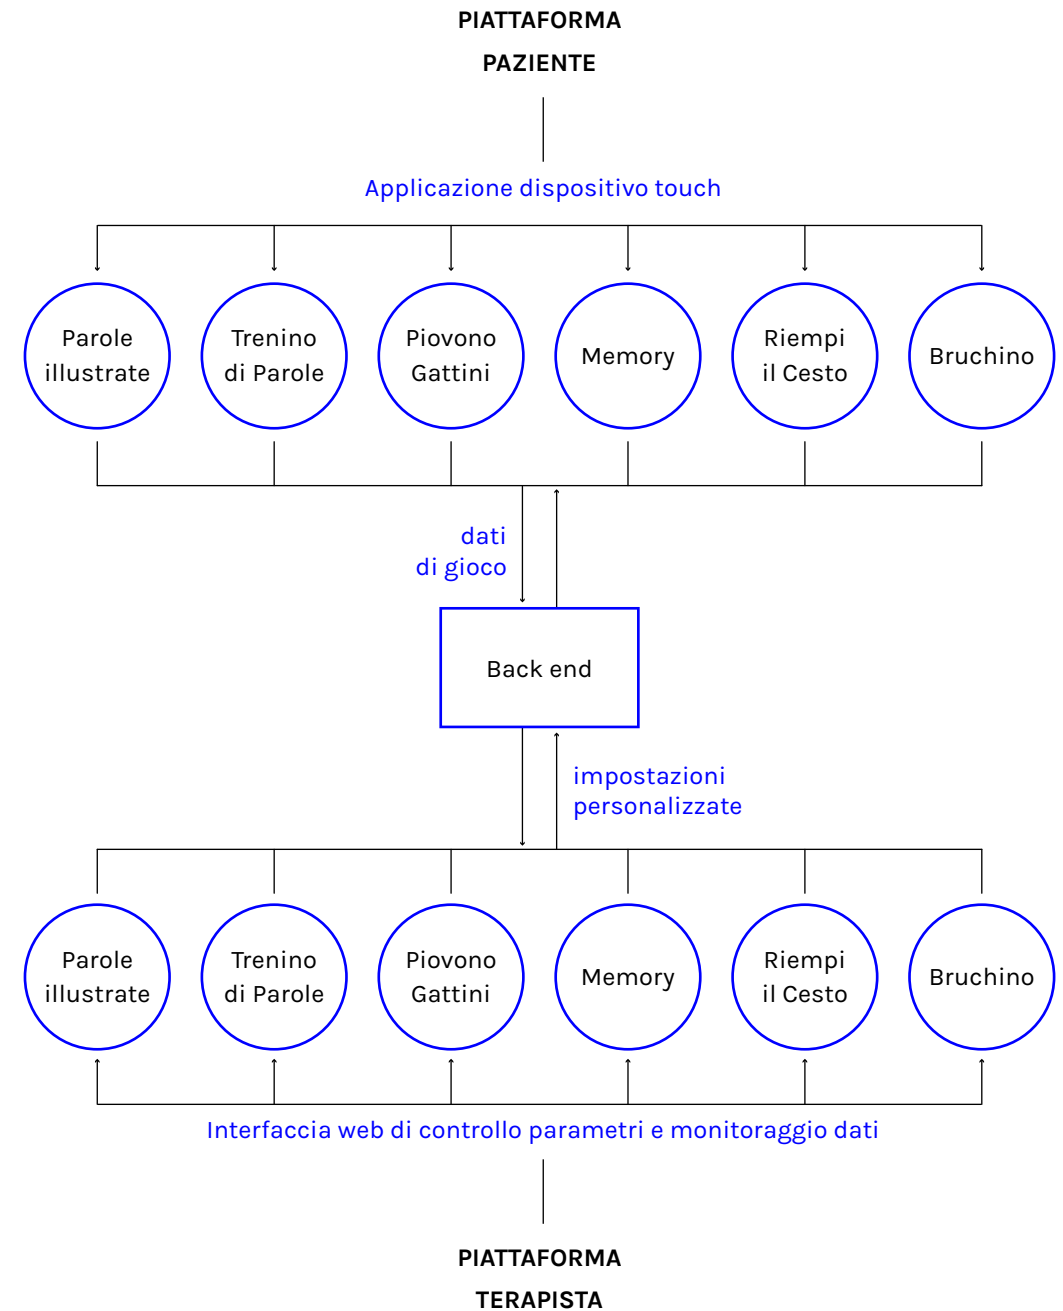 PIATTAFORMA
PAZIENTE
Applicazione dispositivo touch
Parole
illustrate
Trenino
di Parole
Piovono
Gattini
Memory
Riempi
il Cesto
Bruchino
dati
di gioco
Back end
impostazioni
personalizzate
Parole
illustrate
Trenino
di Parole
Piovono
Gattini
Memory
Riempi
il Cesto
Bruchino
Interfaccia web di controllo parametri e monitoraggio dati
PIATTAFORMA
TERAPISTA